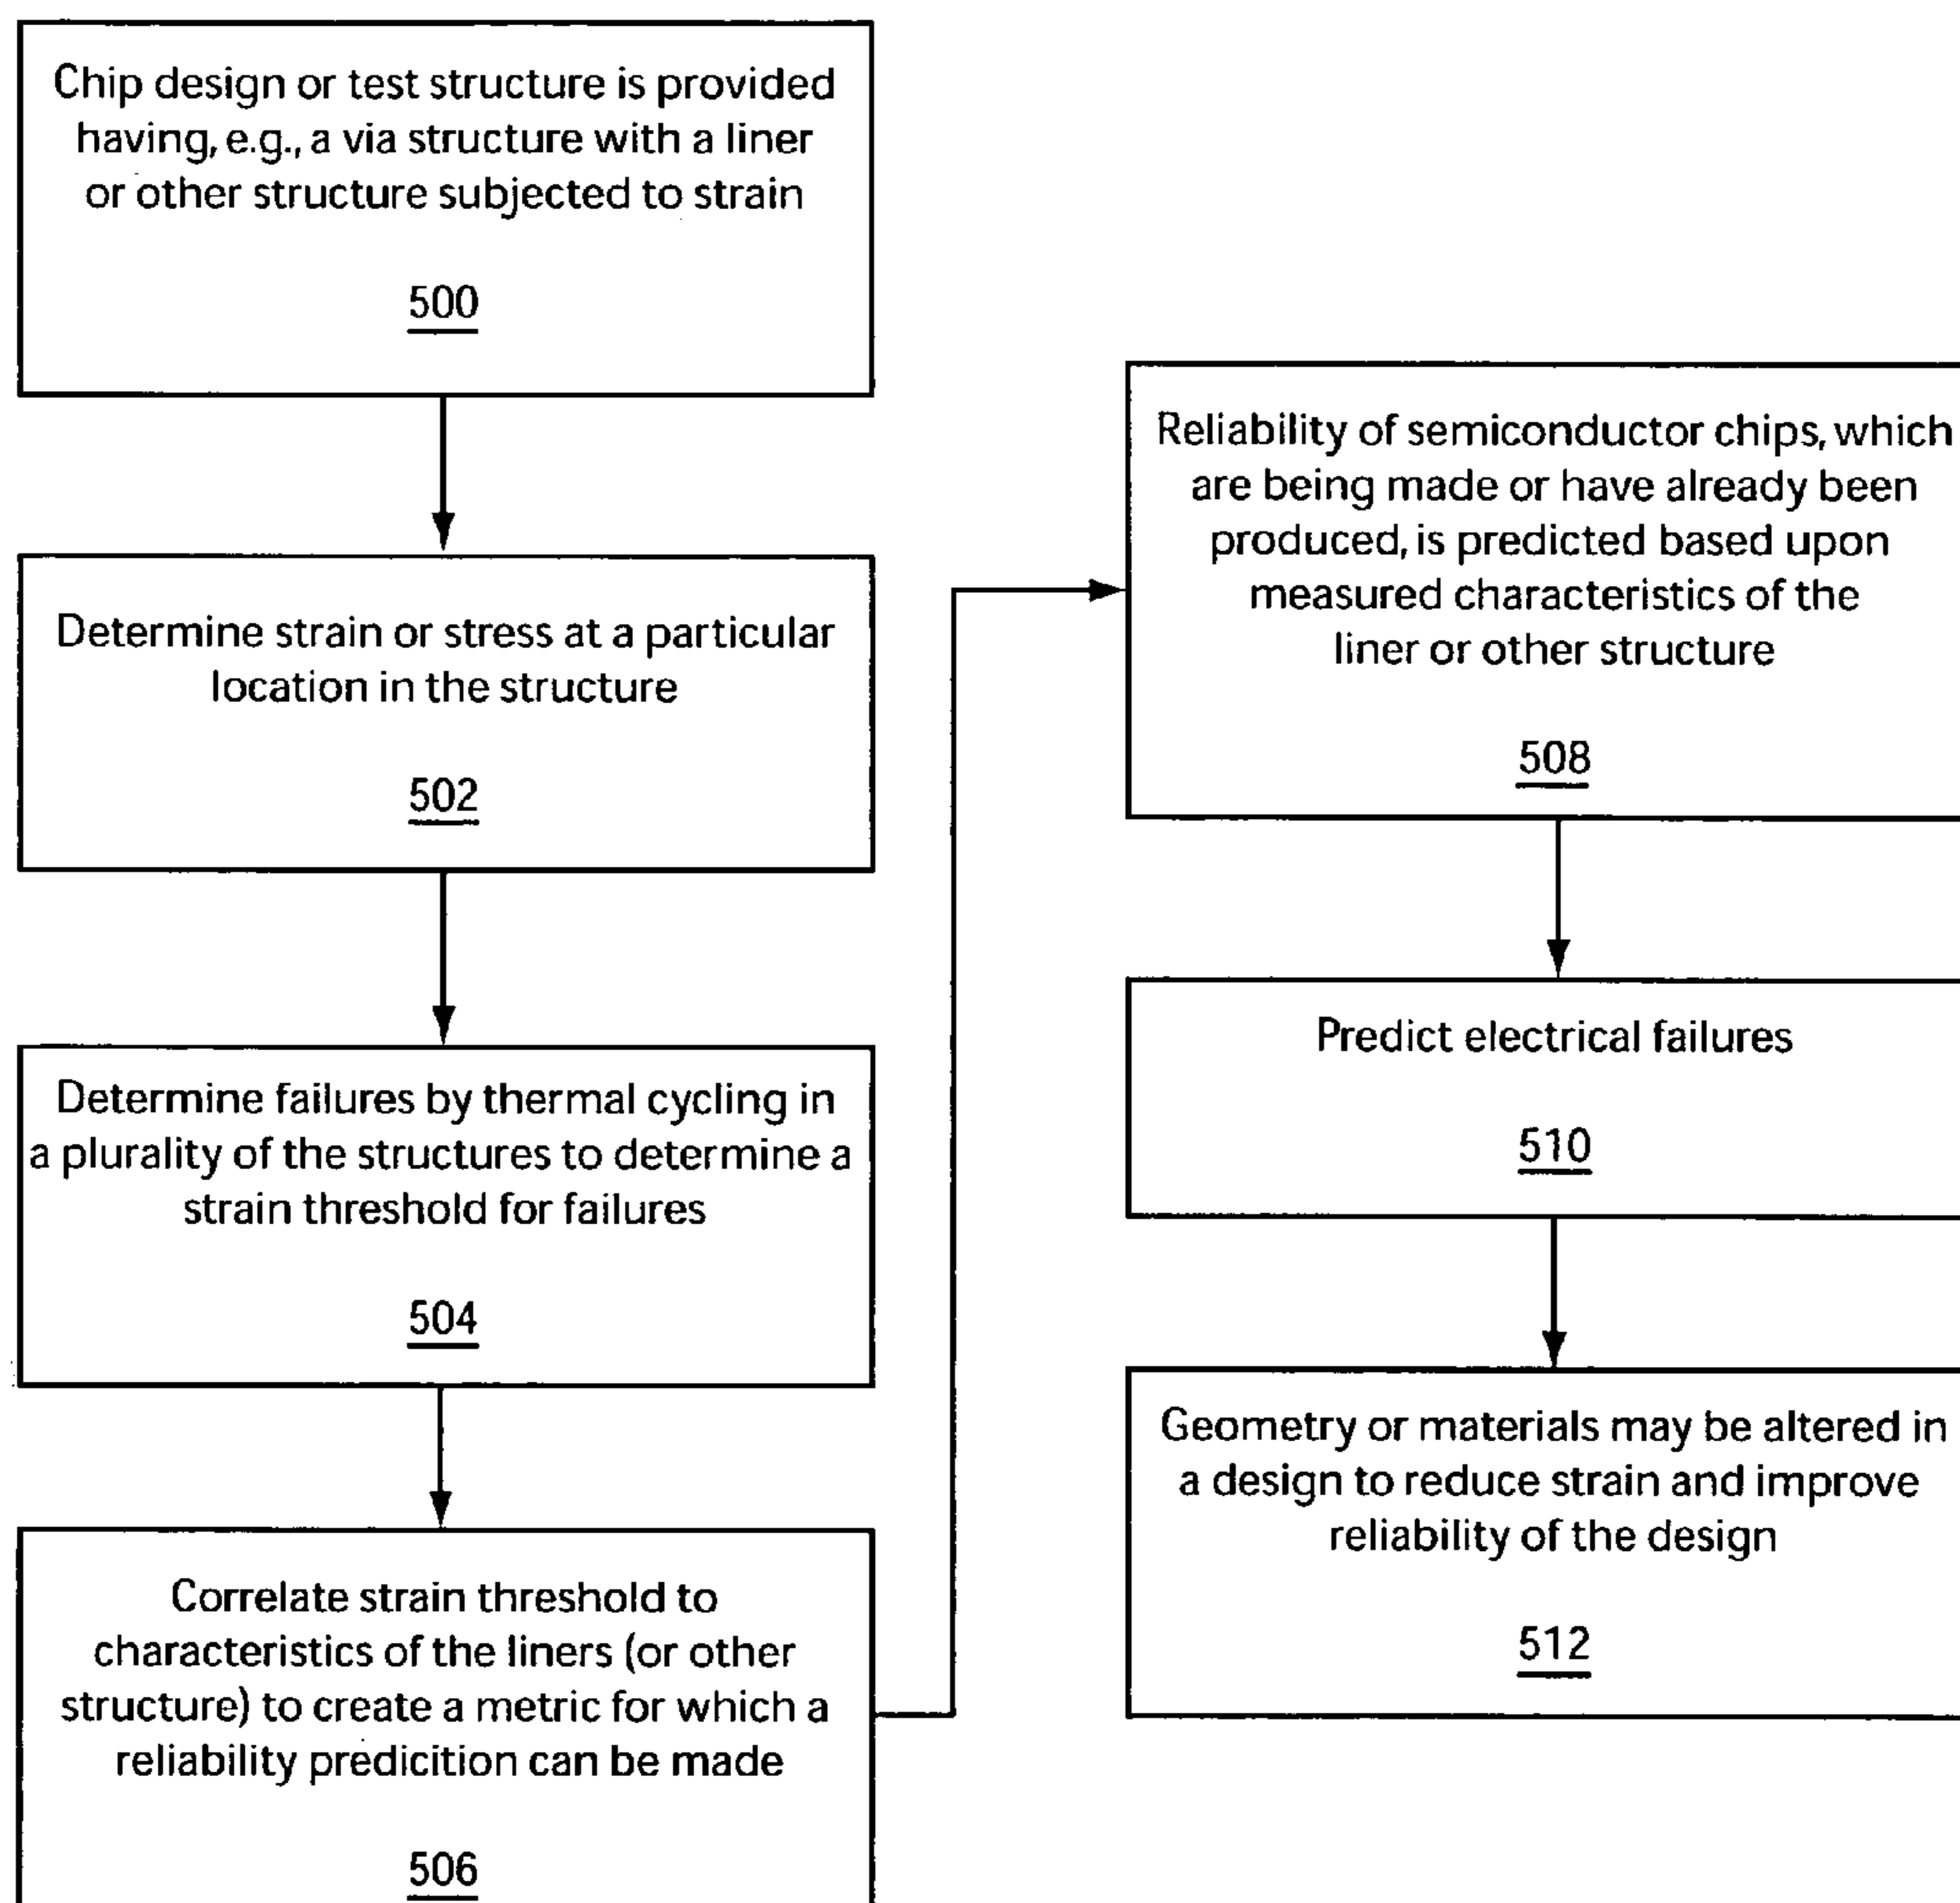 Chip design or test structure is provided
having, e.g., a via structure with a liner
or other structure subjected to strain
500
Determine strain or stress at a particular
location in the structure
502
Determine failures by thermal cycling in
a plurality of the structures to determine a
strain threshold for failures
504
Correlate strain threshold to
characteristics of the liners (or other
structure) to create a metric for which a
reliability predicition can be made
506
Reliability of semiconductor chips, which
are being made or have already been
produced, is predicted based upon
measured characteristics of the
liner or other structure
508
Predict electrical failures
510
Geometry or materials may be altered in
a design to reduce strain and improve
reliability of the design
512